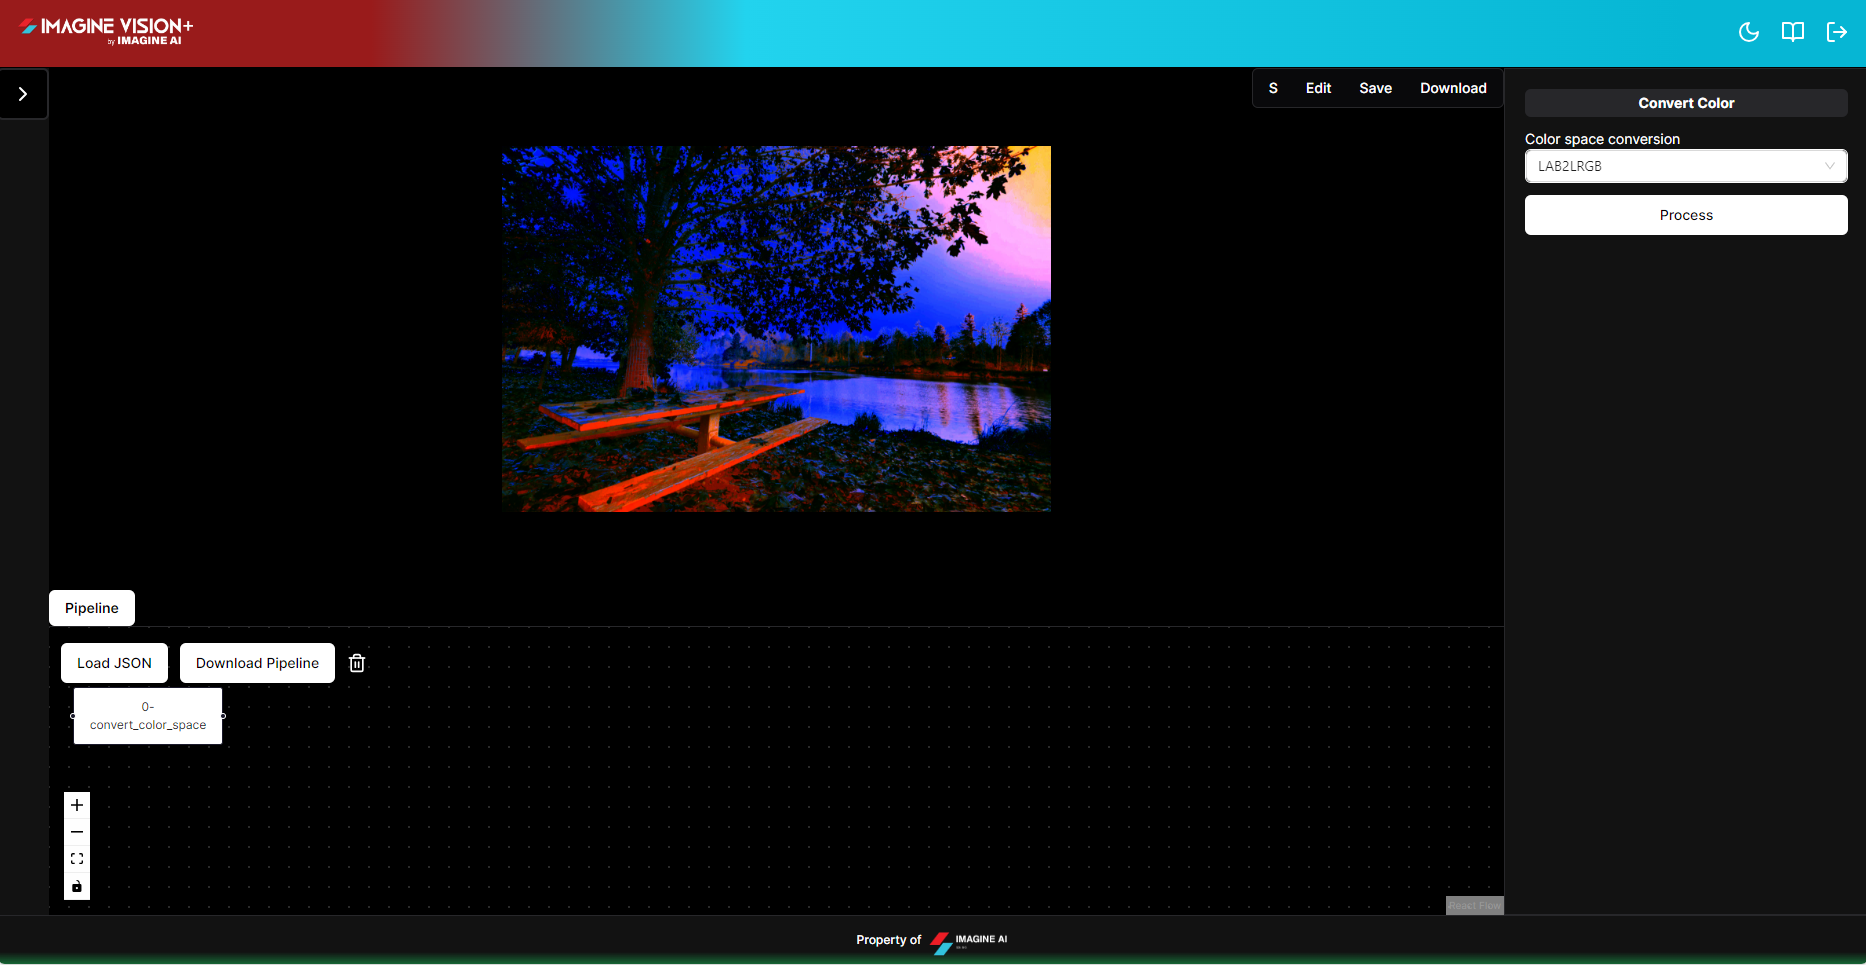 IMAGINE VISION+
by IMAGINE AI
S Edit Save Download
Convert Color
Color space conversion
LAB2LRGB
Process
Pipeline
Load JSON Download Pipeline
0-
convert_color_space
React Flow
Property of IMAGINE AI